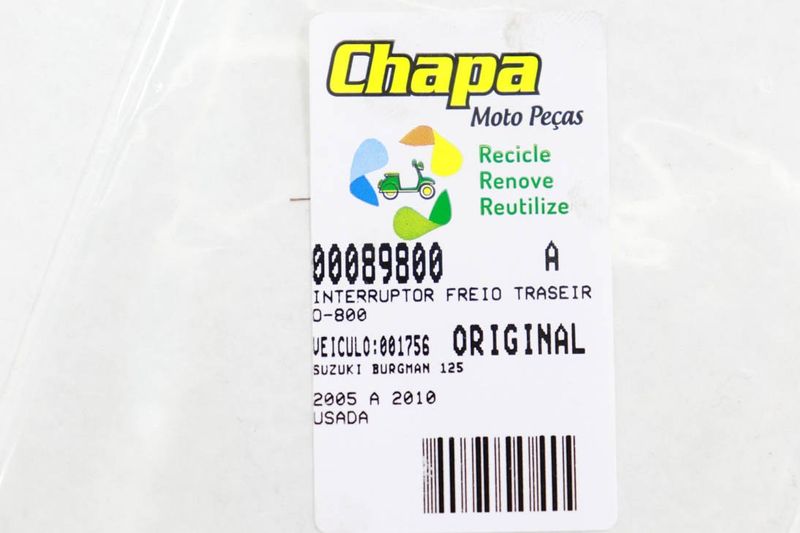 Chapa
Moto Peças
Recicle
Renove
Reutilize
00089800 A
INTERRUPTOR FREIO TRASEIR
O-800
VEICULO:001756 ORIGINAL
SUZUKI BURGMAN 125
2005 A 2010
USADA